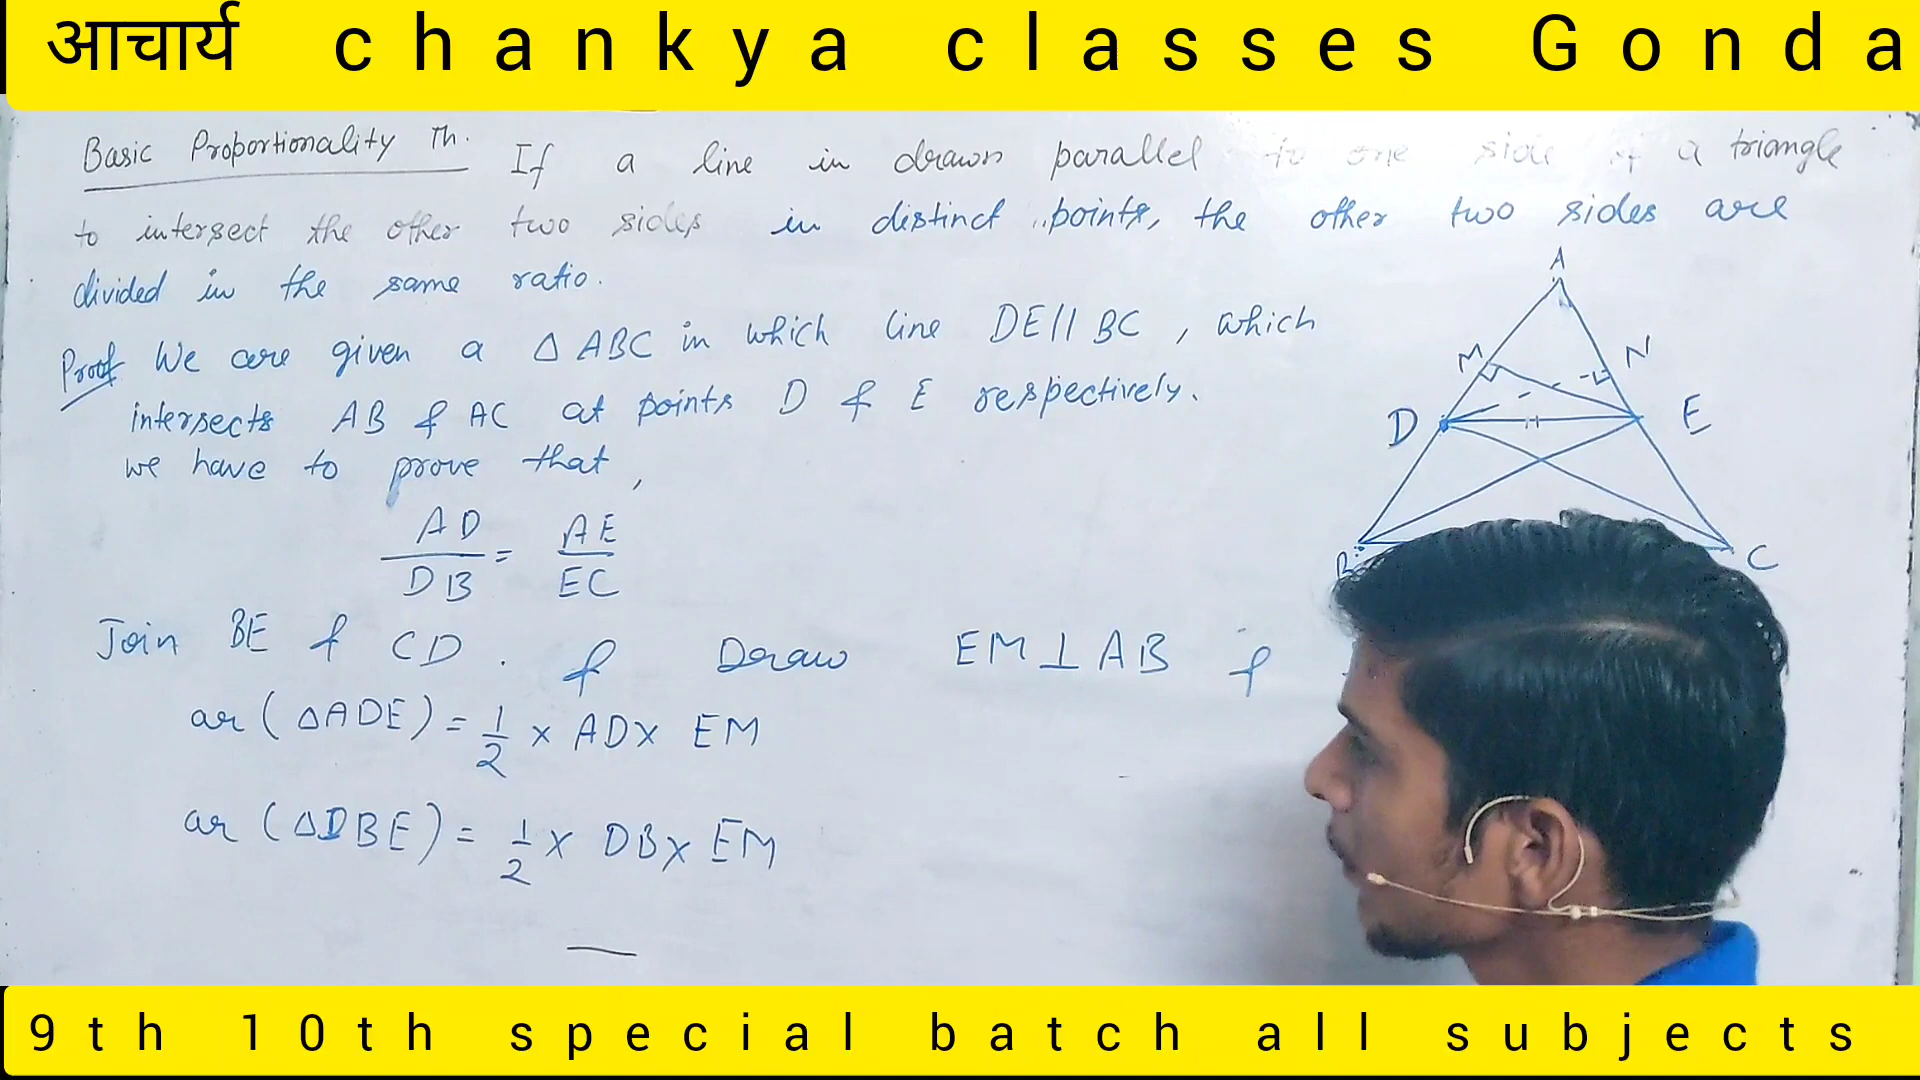 आचार्य chankya classes Gonda
Basic Proportionality Th. If a line in drawn parallel to one side of a triangle
to intersect the other two sides in distinct points, the other two sides are
divided in the same ratio.
Proof We are given a △ ABC in which line DE || BC, which
intersects AB & AC at points D & E respectively.
we have to prove that,
AD/DB = AE/EC
Join BE & CD. & Draw EM ⊥ AB &
ar (△ADE) = 1/2 × AD × EM
ar (△DBE) = 1/2 × DB × EM
A
M N
D E
B C
9th 10th special batch all subjects